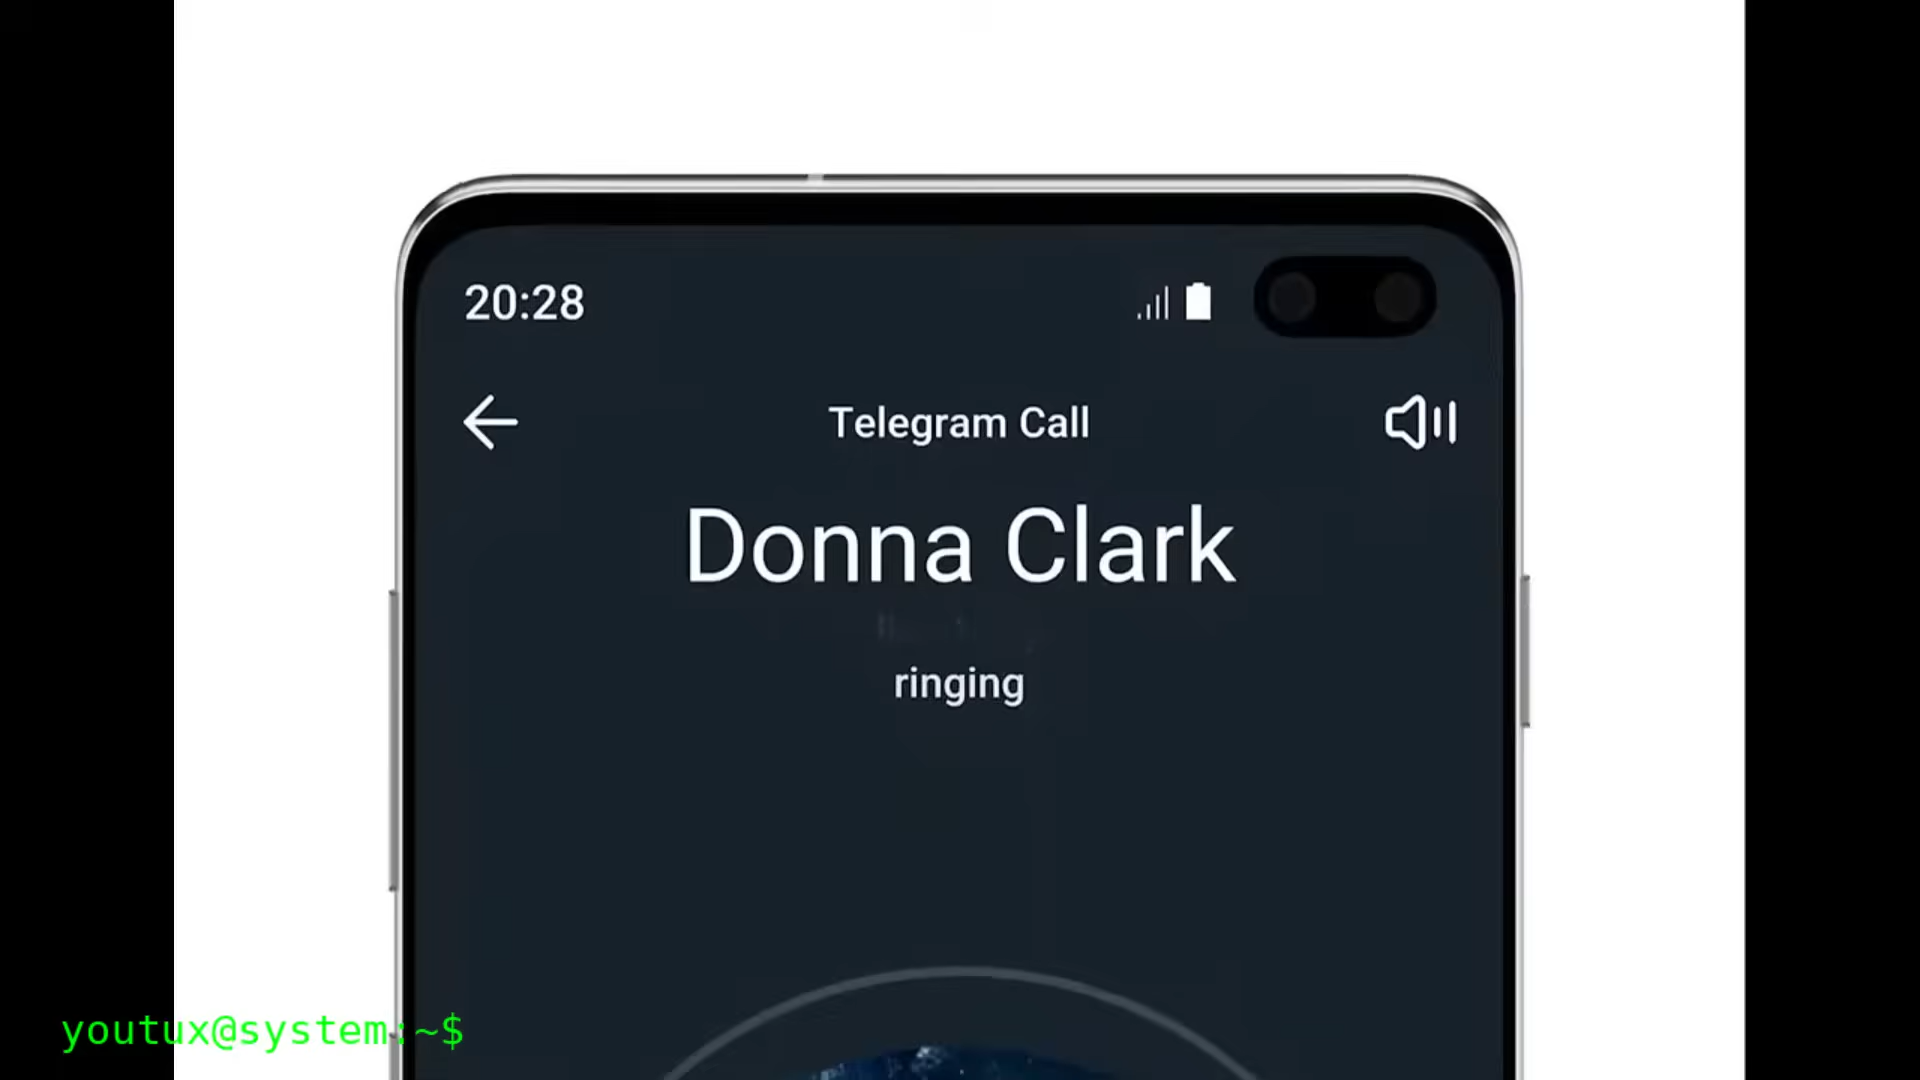 20:28
Telegram Call
Donna Clark
ringing
youtux@system:~$